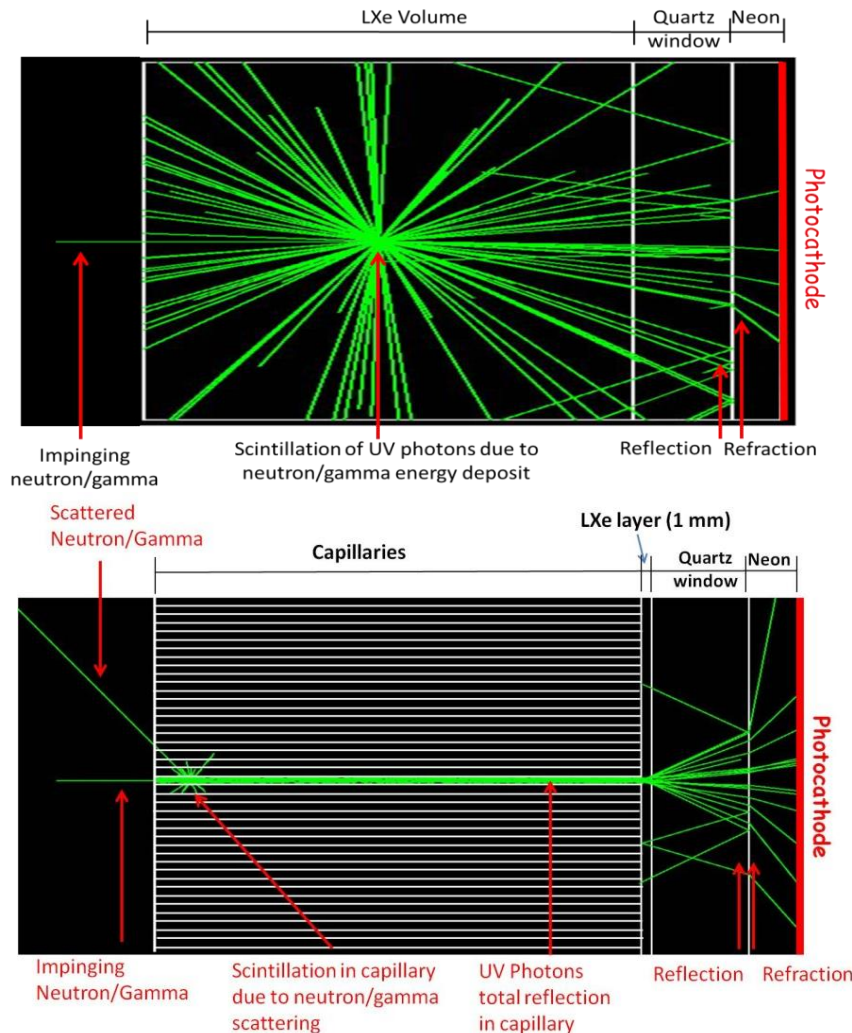 LXe Volume
Quartz
window
Neon
Photocathode
Impinging
neutron/gamma
Scintillation of UV photons due to
neutron/gamma energy deposit
Reflection
Refraction
Scattered
Neutron/Gamma
LXe layer (1 mm)
Capillaries
Quartz
window
Neon
Photocathode
Impinging
Neutron/Gamma
Scintillation in capillary
due to neutron/gamma
scattering
UV Photons
total reflection
in capillary
Reflection
Refraction